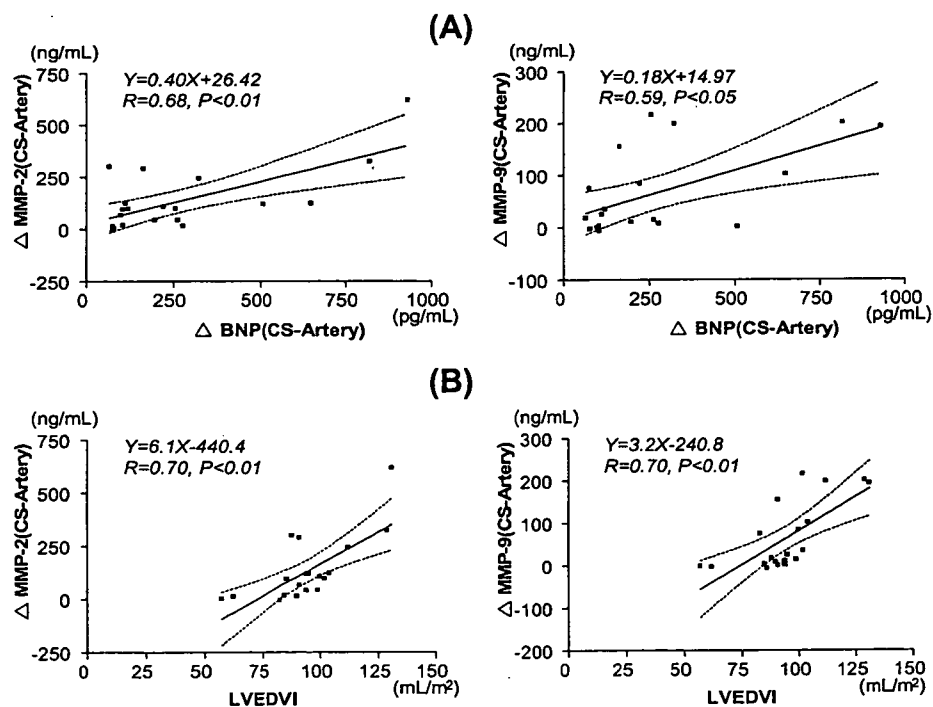 (A)
(ng/mL)
750
500
250
0
-250
△ MMP-2(CS-Artery)
Y=0.40X+26.42
R=0.68, P<0.01
0 250 500 750 1000
(pg/mL)
△ BNP(CS-Artery)
(ng/mL)
300
200
100
0
-100
△ MMP-9(CS-Artery)
Y=0.18X+14.97
R=0.59, P<0.05
0 250 500 750 1000
(pg/mL)
△ BNP(CS-Artery)
(B)
(ng/mL)
750
500
250
0
-250
△ MMP-2(CS-Artery)
Y=6.1X-440.4
R=0.70, P<0.01
0 25 50 75 100 125 150
(mL/m²)
LVEDVI
(ng/mL)
300
200
100
0
-100
-200
△ MMP-9(CS-Artery)
Y=3.2X-240.8
R=0.70, P<0.01
0 25 50 75 100 125 150
(mL/m²)
LVEDVI